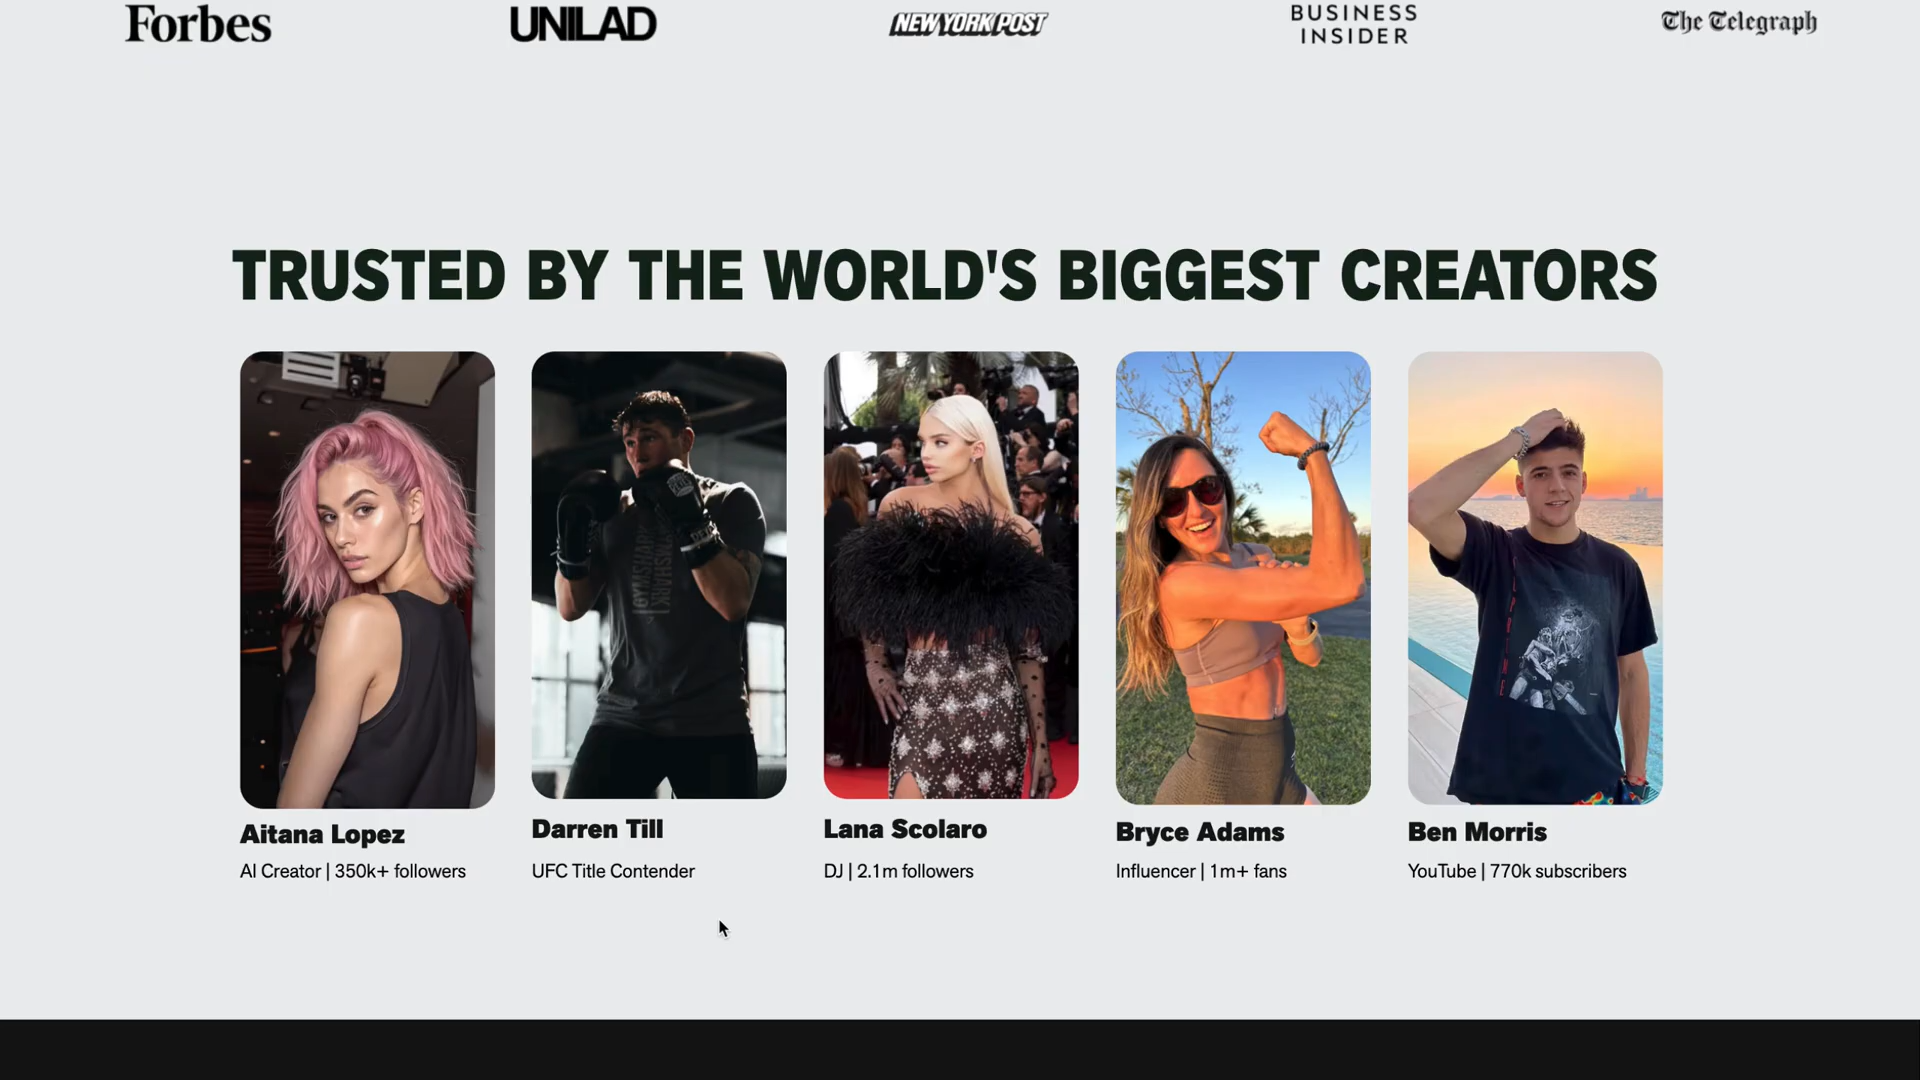 Forbes
UNILAD
NEW YORK POST
BUSINESS
INSIDER
The Telegraph
TRUSTED BY THE WORLD'S BIGGEST CREATORS
GYMSHARK
GYMSHARK
Aitana Lopez
AI Creator | 350k+ followers
Darren Till
UFC Title Contender
Lana Scolaro
DJ | 2.1m followers
Bryce Adams
Influencer | 1m+ fans
Ben Morris
YouTube | 770k subscribers